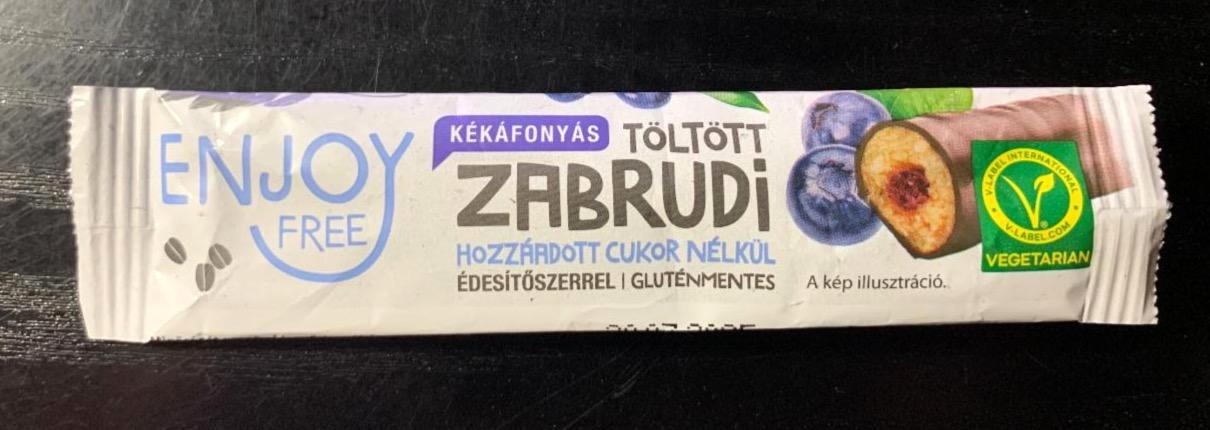 ENJOY
FREE
KÉKÁFONYÁS
TÖLTÖTT
ZABRUDi
HOZZÁADOTT CUKOR NÉLKÜL
ÉDESÍTŐSZERREL | GLUTÉNMENTES
A kép illusztráció.
V-LABEL INTERNATIONAL
V-LABEL.COM
VEGETARIAN